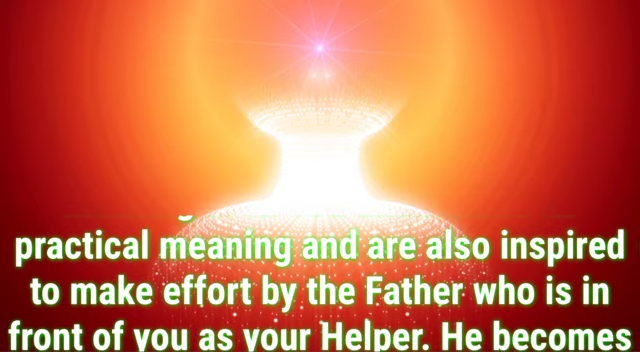 practical meaning and are also inspired
to make effort by the Father who is in
front of you as your Helper. He becomes